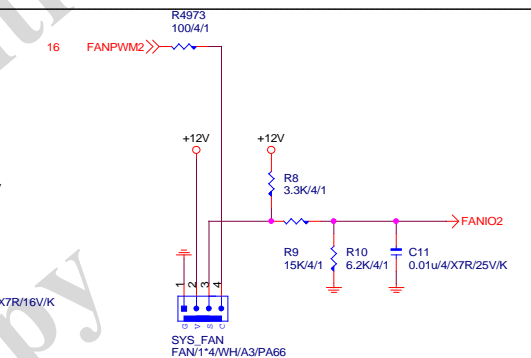 R4973
100/4/1
16 FANPWM2
+12V +12V
R8
3.3K/4/1
FANIO2
R9 R10 C11
15K/4/1 6.2K/4/1 0.01u/4/X7R/25V/K
1 2 3 4
X7R/16V/K
G V S C
SYS_FAN
FAN/1*4/WH/A3/PA66
by